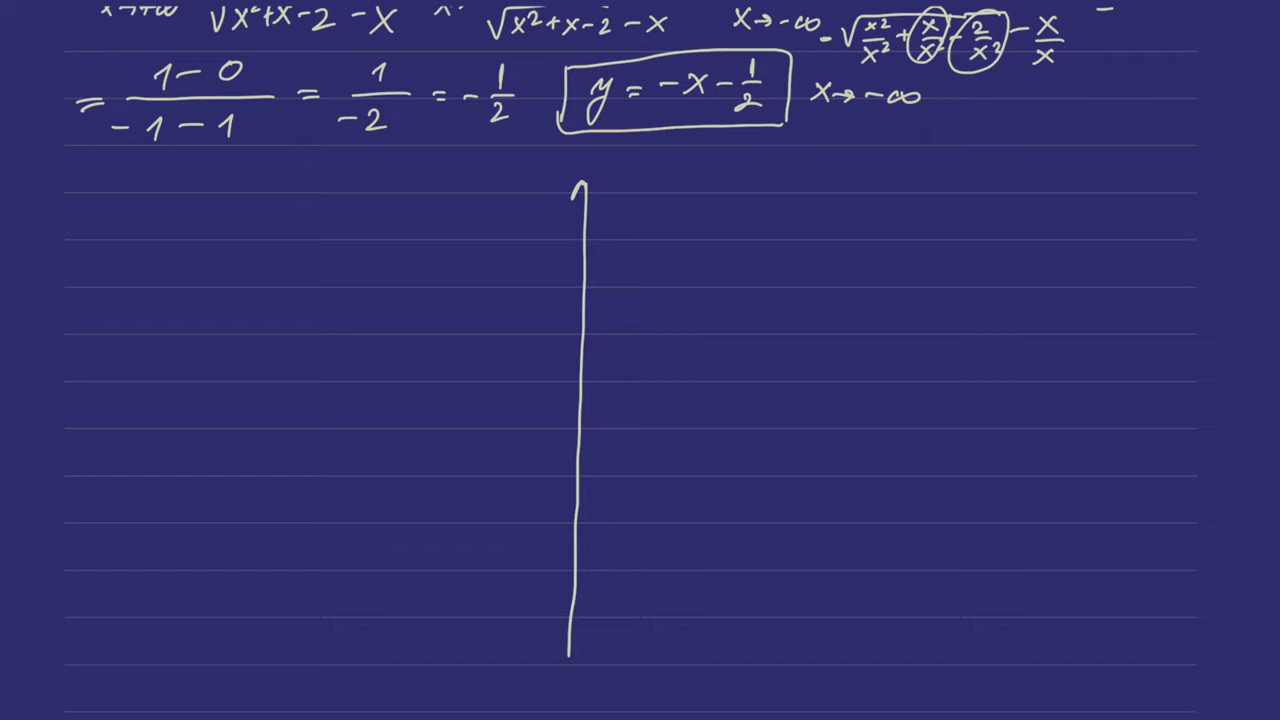 x→+∞ √x²+x-2 - x √x²+x-2 - x x→-∞ -√x²/x² + x/x² - 2/x² - x/x =
= (1-0)/(-1-1) = 1/-2 = -1/2 y = -x - 1/2 x→-∞